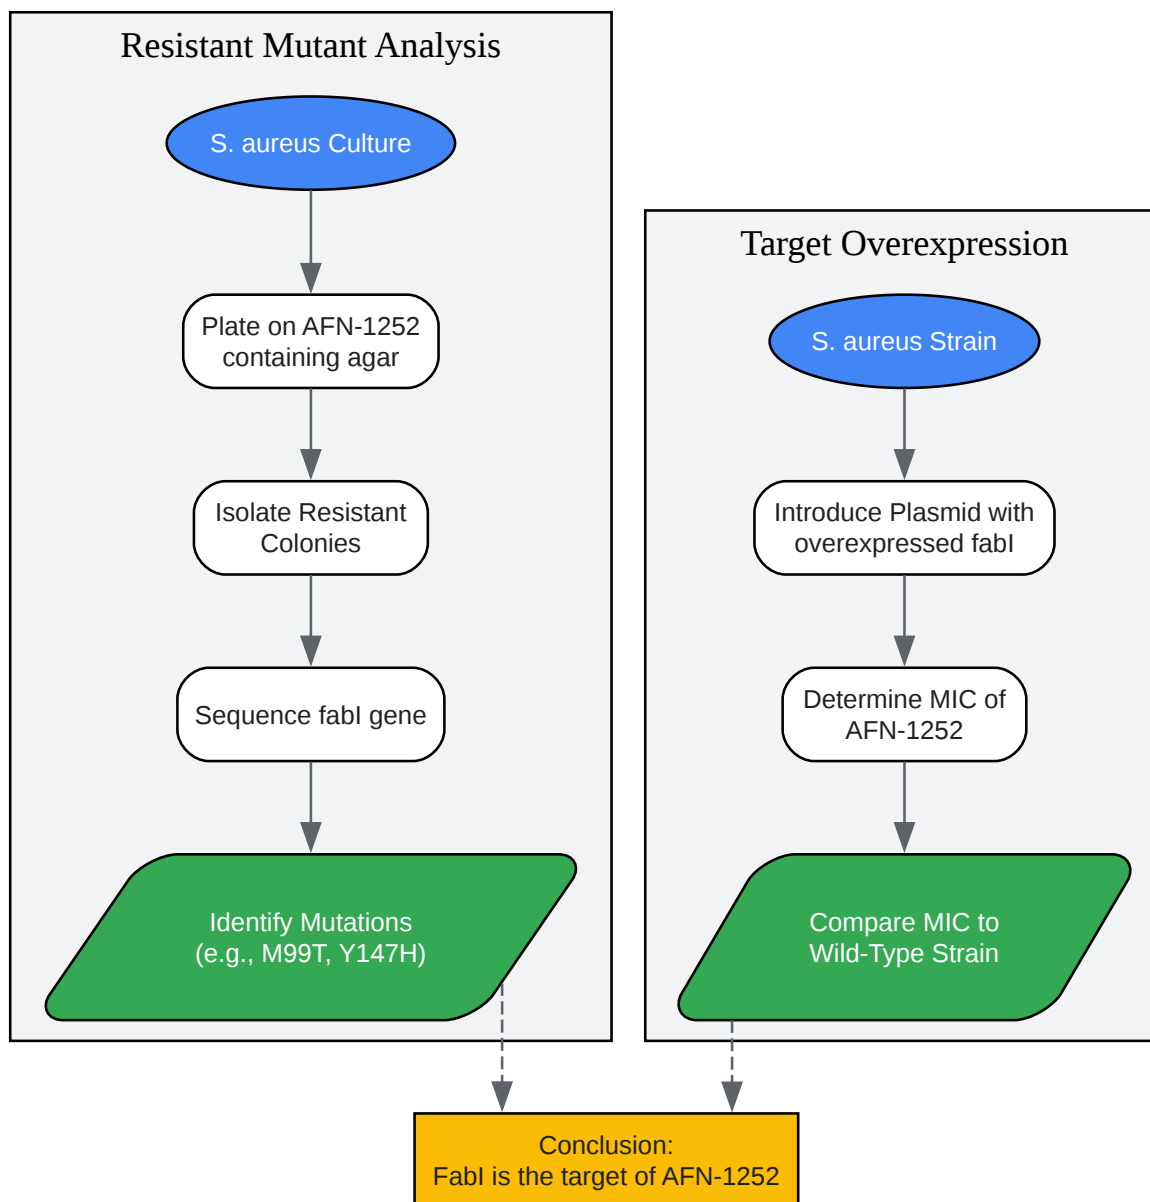 Resistant Mutant Analysis
S. aureus Culture
Plate on AFN-1252
containing agar
Isolate Resistant
Colonies
Sequence fabI gene
Identify Mutations
(e.g., M99T, Y147H)
Target Overexpression
S. aureus Strain
Introduce Plasmid with
overexpressed fabI
Determine MIC of
AFN-1252
Compare MIC to
Wild-Type Strain
Conclusion:
FabI is the target of AFN-1252